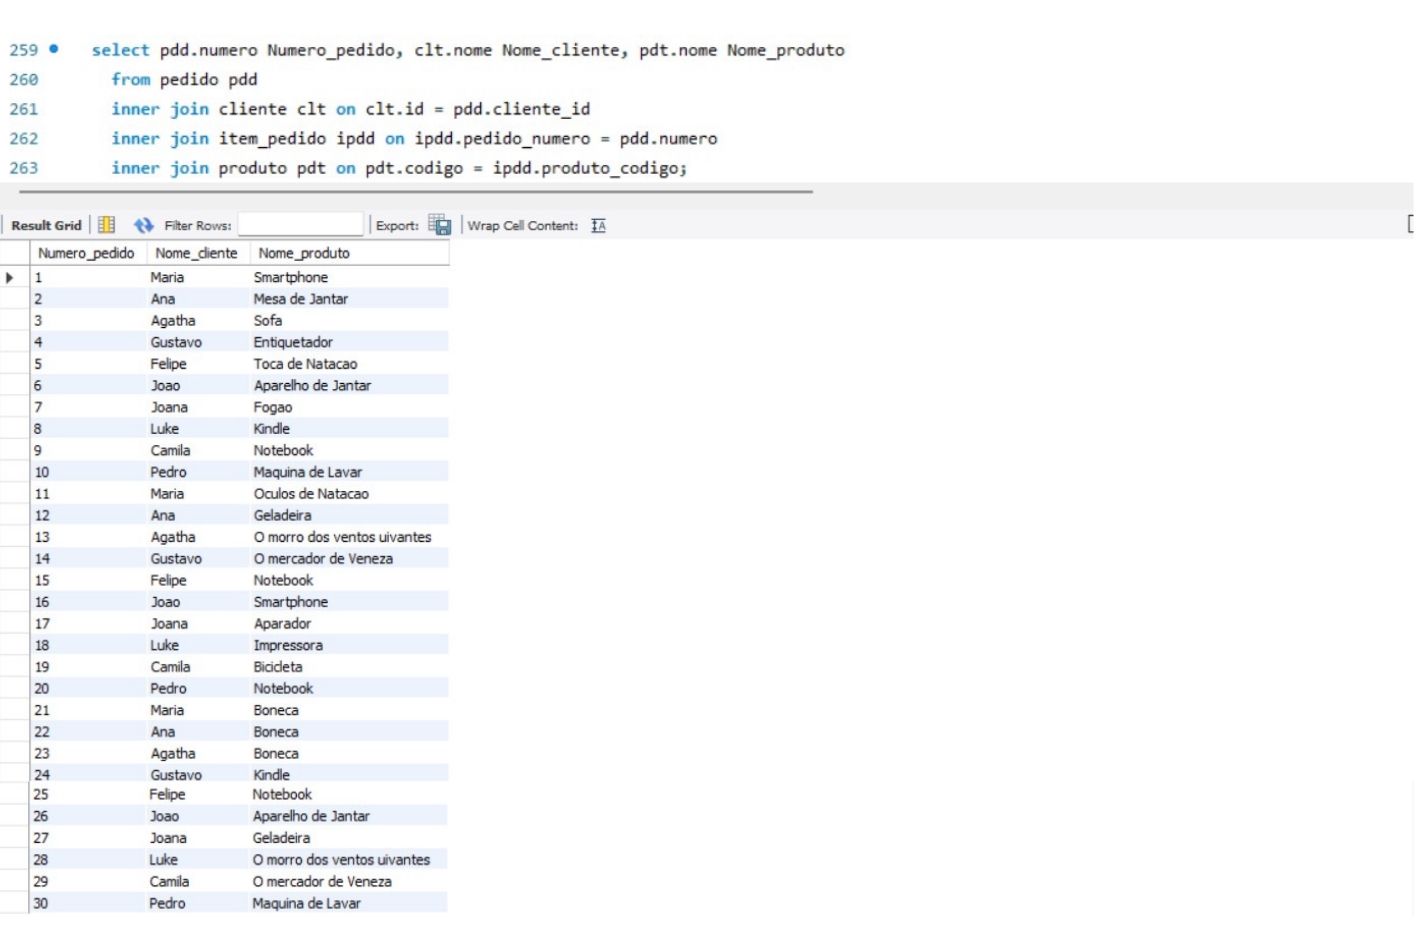 259 select pdd.numero Numero_pedido, clt.nome Nome_cliente, pdt.nome Nome_produto
260 from pedido pdd
261 inner join cliente clt on clt.id = pdd.cliente_id
262 inner join item_pedido ipdd on ipdd.pedido_numero = pdd.numero
263 inner join produto pdt on pdt.codigo = ipdd.produto_codigo;
Result Grid Filter Rows: Export: Wrap Cell Content:
Numero_pedido Nome_cliente Nome_produto
1 Maria Smartphone
2 Ana Mesa de Jantar
3 Agatha Sofa
4 Gustavo Entiquetador
5 Felipe Toca de Natacao
6 Joao Aparelho de Jantar
7 Joana Fogao
8 Luke Kindle
9 Camila Notebook
10 Pedro Maquina de Lavar
11 Maria Oculos de Natacao
12 Ana Geladeira
13 Agatha O morro dos ventos uivantes
14 Gustavo O mercador de Veneza
15 Felipe Notebook
16 Joao Smartphone
17 Joana Aparador
18 Luke Impressora
19 Camila Bicicleta
20 Pedro Notebook
21 Maria Boneca
22 Ana Boneca
23 Agatha Boneca
24 Gustavo Kindle
25 Felipe Notebook
26 Joao Aparelho de Jantar
27 Joana Geladeira
28 Luke O morro dos ventos uivantes
29 Camila O mercador de Veneza
30 Pedro Maquina de Lavar